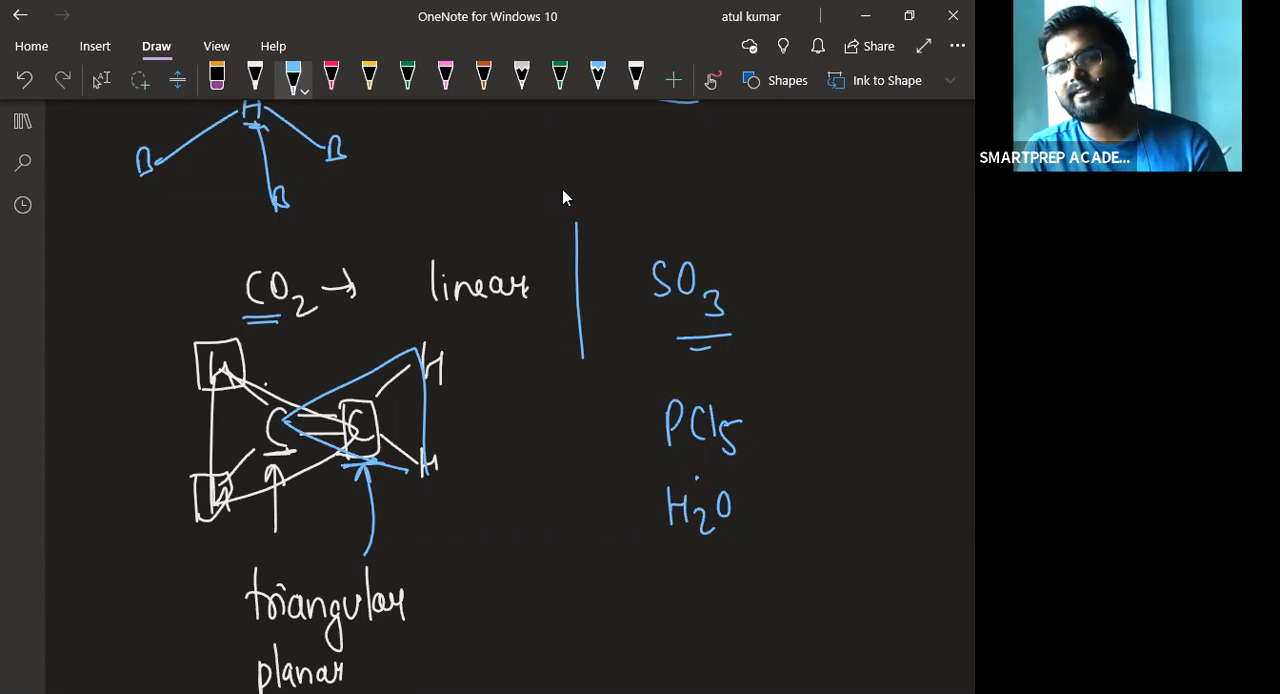 OneNote for Windows 10
atul kumar
Home Insert Draw View Help
Share
Shapes
Ink to Shape
SMARTPREP ACADE...
H
B B
B
CO2 → linear
SO3
H H
C C
H H
PCl5
H2O
triangular
planar